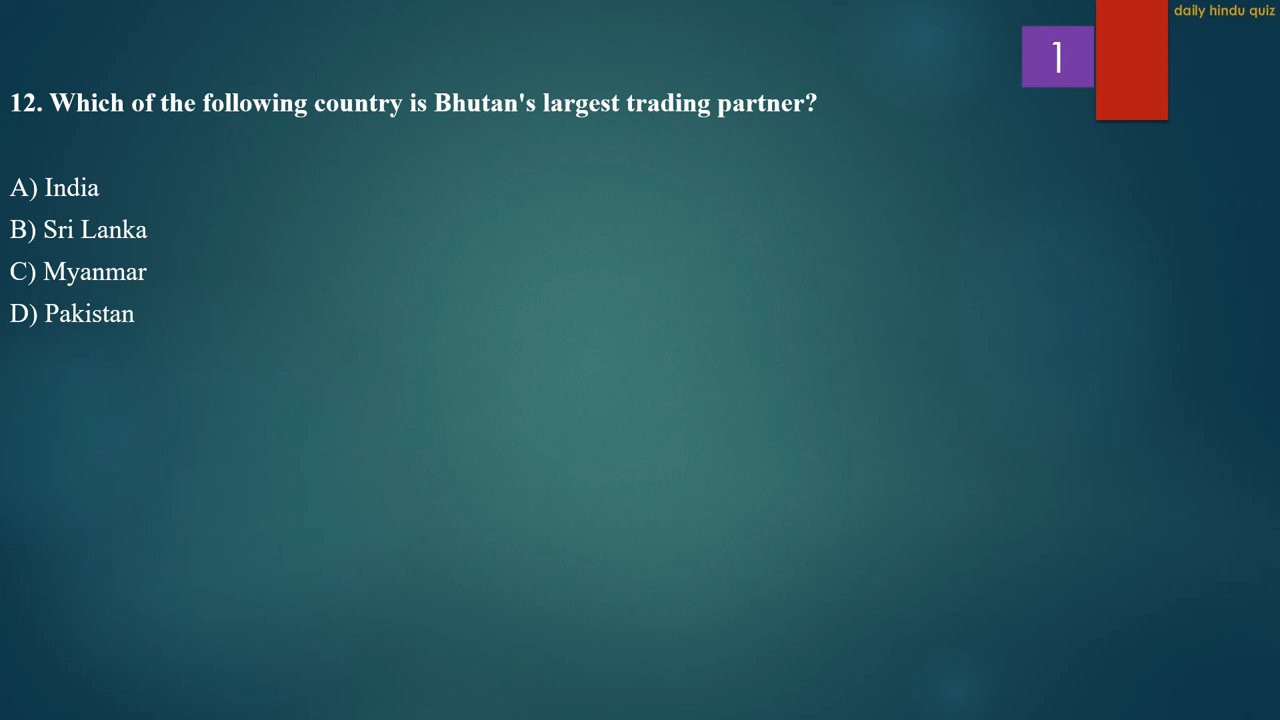 daily hindu quiz
1
12. Which of the following country is Bhutan's largest trading partner?
A) India
B) Sri Lanka
C) Myanmar
D) Pakistan